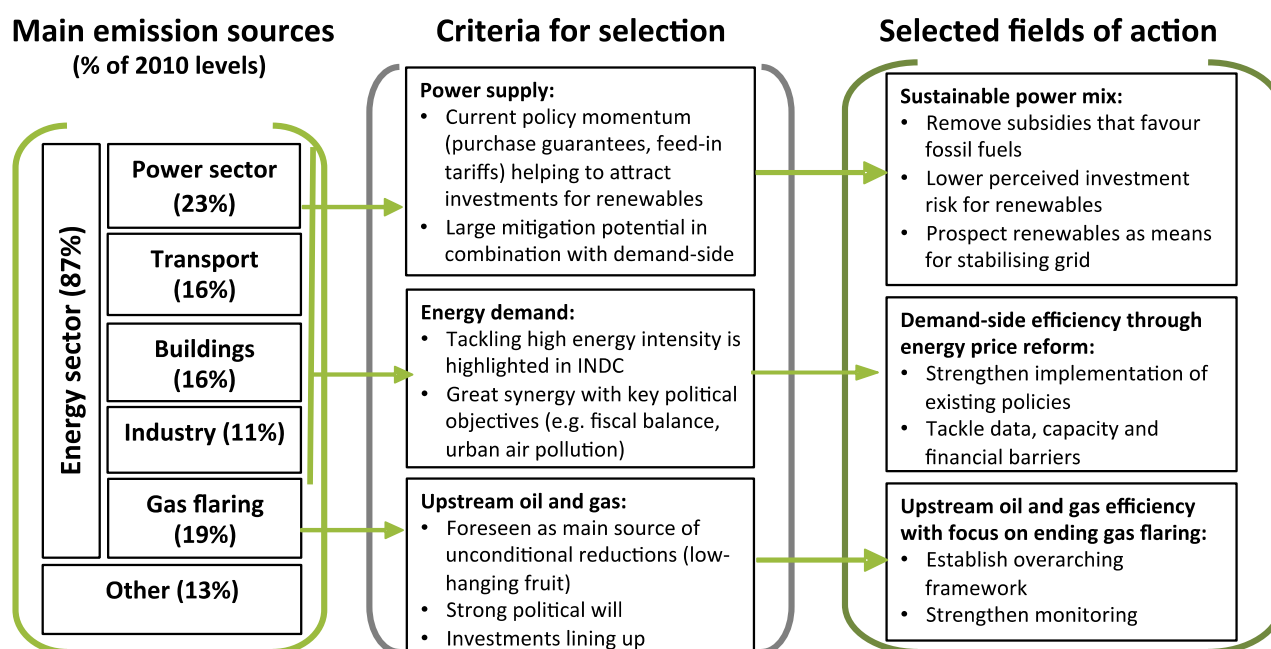 Main emission sources
(% of 2010 levels)
Energy sector (87%)
Power sector
(23%)
Transport
(16%)
Buildings
(16%)
Industry (11%)
Gas flaring
(19%)
Other (13%)
Criteria for selection
Power supply:
• Current policy momentum
(purchase guarantees, feed-in
tariffs) helping to attract
investments for renewables
• Large mitigation potential in
combination with demand-side
Energy demand:
• Tackling high energy intensity is
highlighted in INDC
• Great synergy with key political
objectives (e.g. fiscal balance,
urban air pollution)
Upstream oil and gas:
• Foreseen as main source of
unconditional reductions (low-
hanging fruit)
• Strong political will
• Investments lining up
Selected fields of action
Sustainable power mix:
• Remove subsidies that favour
fossil fuels
• Lower perceived investment
risk for renewables
• Prospect renewables as means
for stabilising grid
Demand-side efficiency through
energy price reform:
• Strengthen implementation of
existing policies
• Tackle data, capacity and
financial barriers
Upstream oil and gas efficiency
with focus on ending gas flaring:
• Establish overarching
framework
• Strengthen monitoring